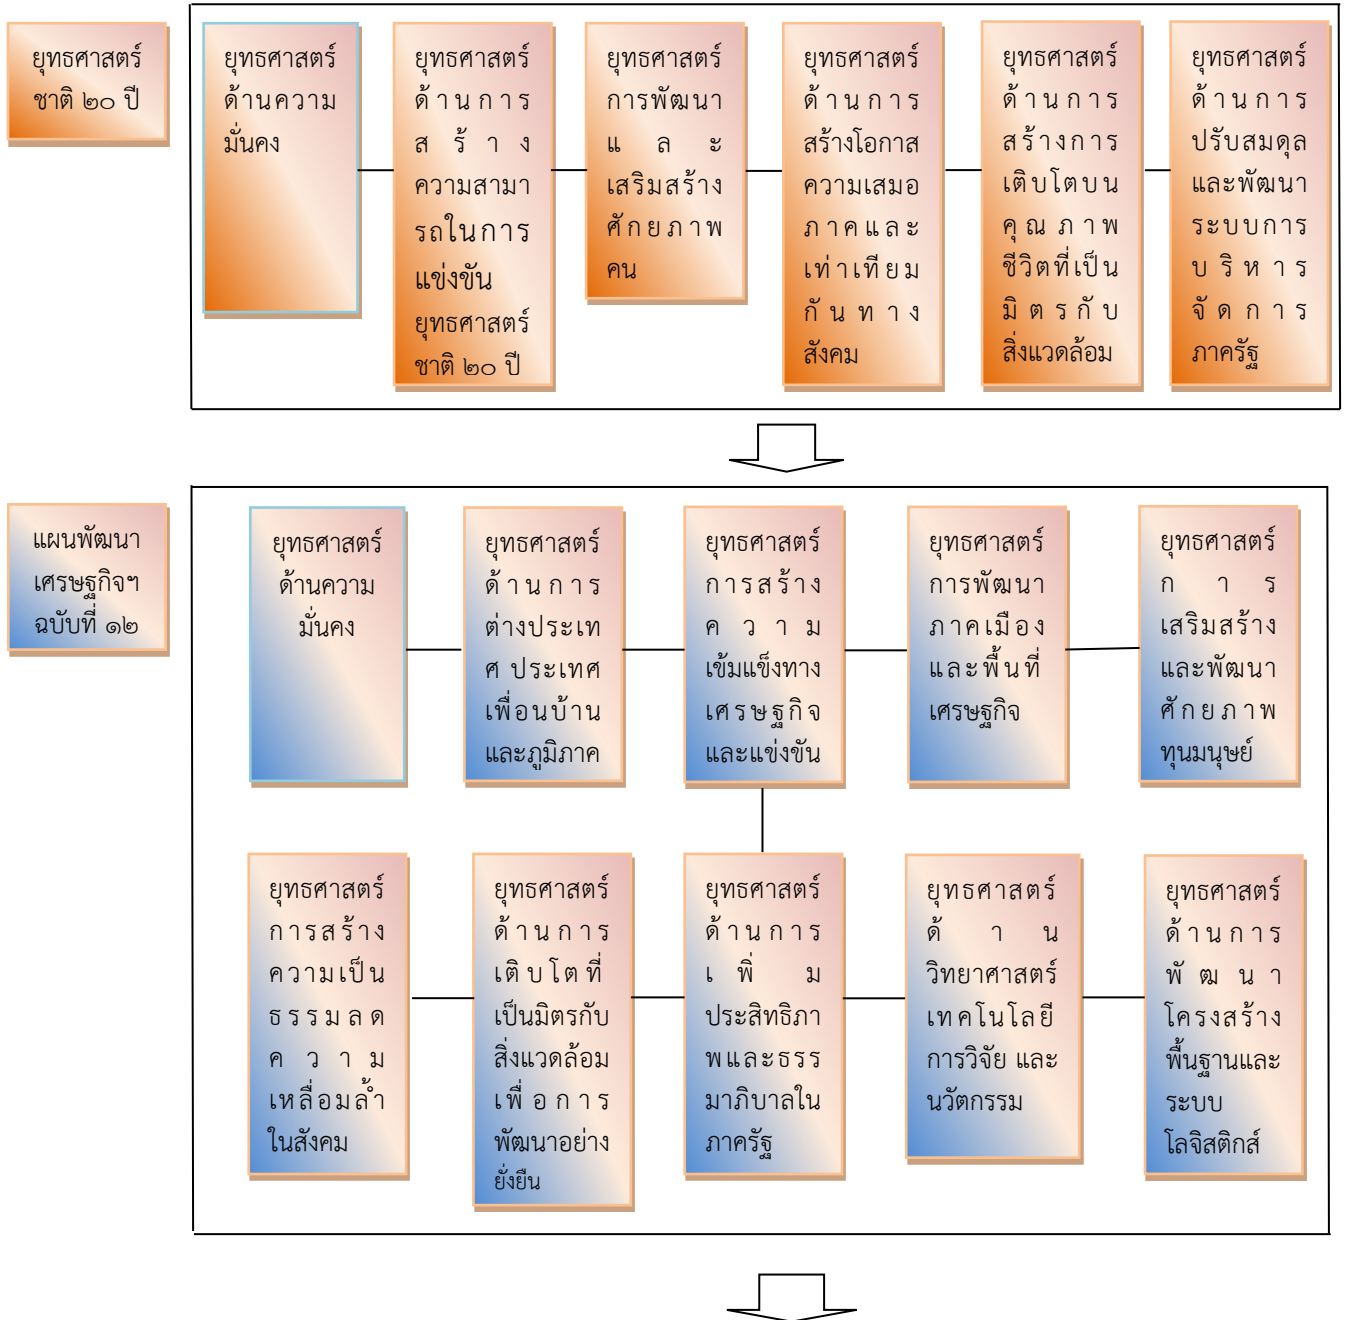 ยุทธศาสตร์
ชาติ ๒๐ ปี
ยุทธศาสตร์
ด้านความ
มั่นคง
ยุทธศาสตร์
ด้านการ
สร้าง
ความสามา
รถในการ
แข่งขัน
ยุทธศาสตร์
ชาติ ๒๐ ปี
ยุทธศาสตร์
การพัฒนา
และ
เสริมสร้าง
ศักยภาพ
คน
ยุทธศาสตร์
ด้านการ
สร้างโอกาส
ความเสมอ
ภาคและ
เท่าเทียม
กันทาง
สังคม
ยุทธศาสตร์
ด้านการ
สร้างการ
เติบโตบน
คุณภาพ
ชีวิตที่เป็น
มิตรกับ
สิ่งแวดล้อม
ยุทธศาสตร์
ด้านการ
ปรับสมดุล
และพัฒนา
ระบบการ
บริหาร
จัดการ
ภาครัฐ
แผนพัฒนา
เศรษฐกิจฯ
ฉบับที่ ๑๒
ยุทธศาสตร์
ด้านความ
มั่นคง
ยุทธศาสตร์
ด้านการ
ต่างประเท
ศ ประเทศ
เพื่อนบ้าน
และภูมิภาค
ยุทธศาสตร์
การสร้าง
ความ
เข้มแข็งทาง
เศรษฐกิจ
และแข่งขัน
ยุทธศาสตร์
การพัฒนา
ภาคเมือง
และพื้นที่
เศรษฐกิจ
ยุทธศาสตร์
การ
เสริมสร้าง
และพัฒนา
ศักยภาพ
ทุนมนุษย์
ยุทธศาสตร์
การสร้าง
ความเป็น
ธรรมลด
ความ
เหลื่อมล้ำ
ในสังคม
ยุทธศาสตร์
ด้านการ
เติบโตที่
เป็นมิตรกับ
สิ่งแวดล้อม
เพื่อการ
พัฒนาอย่าง
ยั่งยืน
ยุทธศาสตร์
ด้านการ
เพิ่ม
ประสิทธิภา
พและธรร
มาภิบาลใน
ภาครัฐ
ยุทธศาสตร์
ด้าน
วิทยาศาสตร์
เทคโนโลยี
การวิจัย และ
นวัตกรรม
ยุทธศาสตร์
ด้านการ
พัฒนา
โครงสร้าง
พื้นฐานและ
ระบบ
โลจิสติกส์